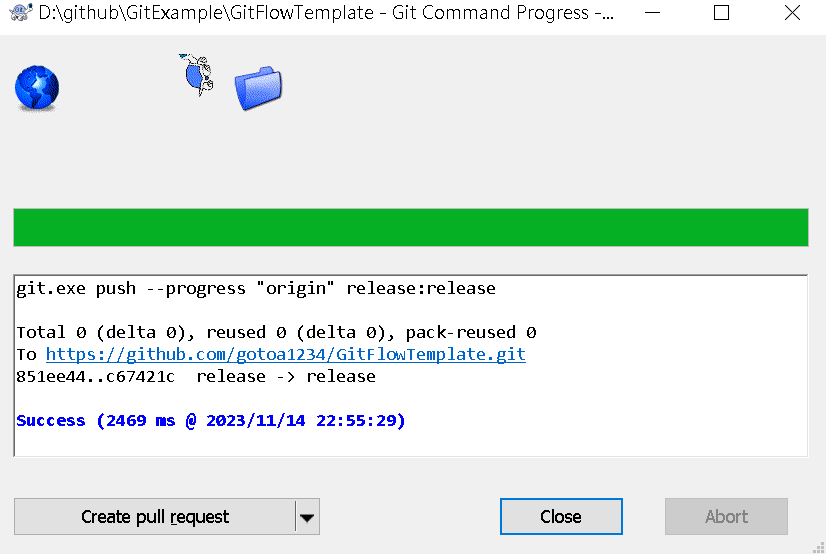 D:\github\GitExample\GitFlowTemplate - Git Command Progress -...
git.exe push --progress "origin" release:release
Total 0 (delta 0), reused 0 (delta 0), pack-reused 0
To https://github.com/gotoa1234/GitFlowTemplate.git
851ee44..c67421c  release -> release
Success (2469 ms @ 2023/11/14 22:55:29)
Create pull request
Close
Abort